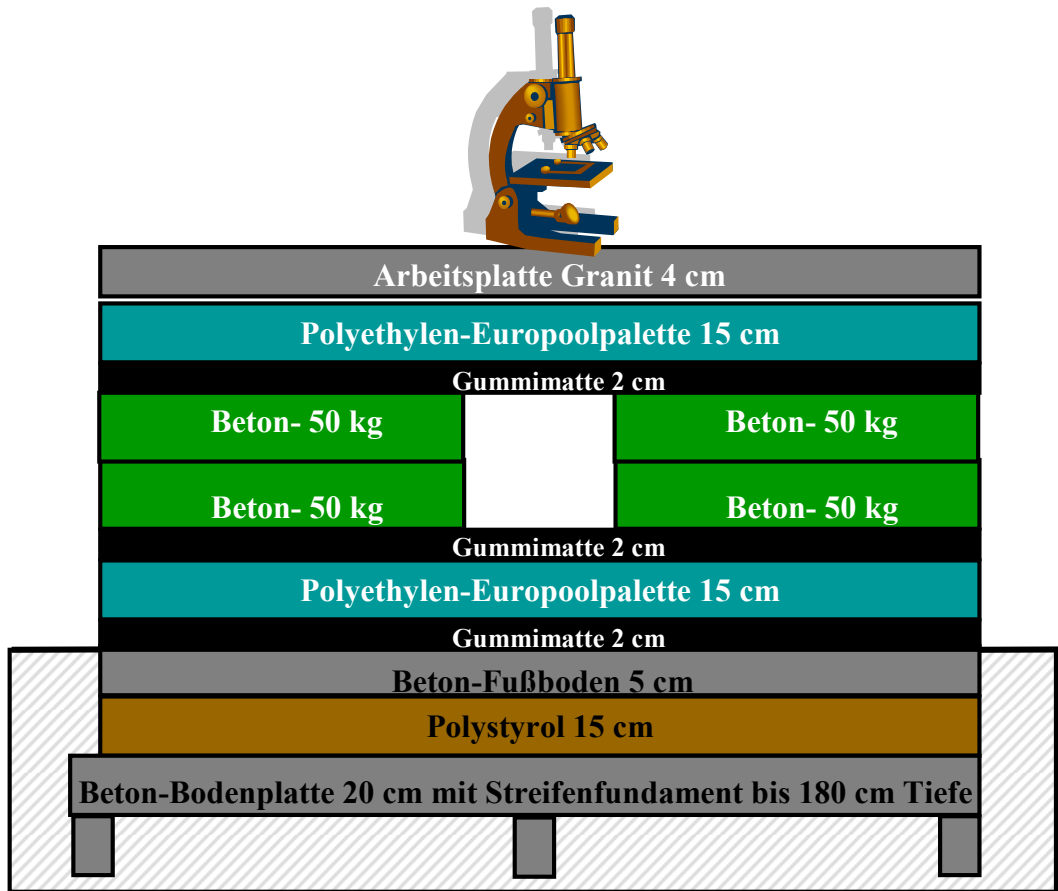 Arbeitsplatte Granit 4 cm
Polyethylen-Europoolpalette 15 cm
Gummimatte 2 cm
Beton- 50 kg
Beton- 50 kg
Beton- 50 kg
Beton- 50 kg
Gummimatte 2 cm
Polyethylen-Europoolpalette 15 cm
Gummimatte 2 cm
Beton-Fußboden 5 cm
Polystyrol 15 cm
Beton-Bodenplatte 20 cm mit Streifenfundament bis 180 cm Tiefe